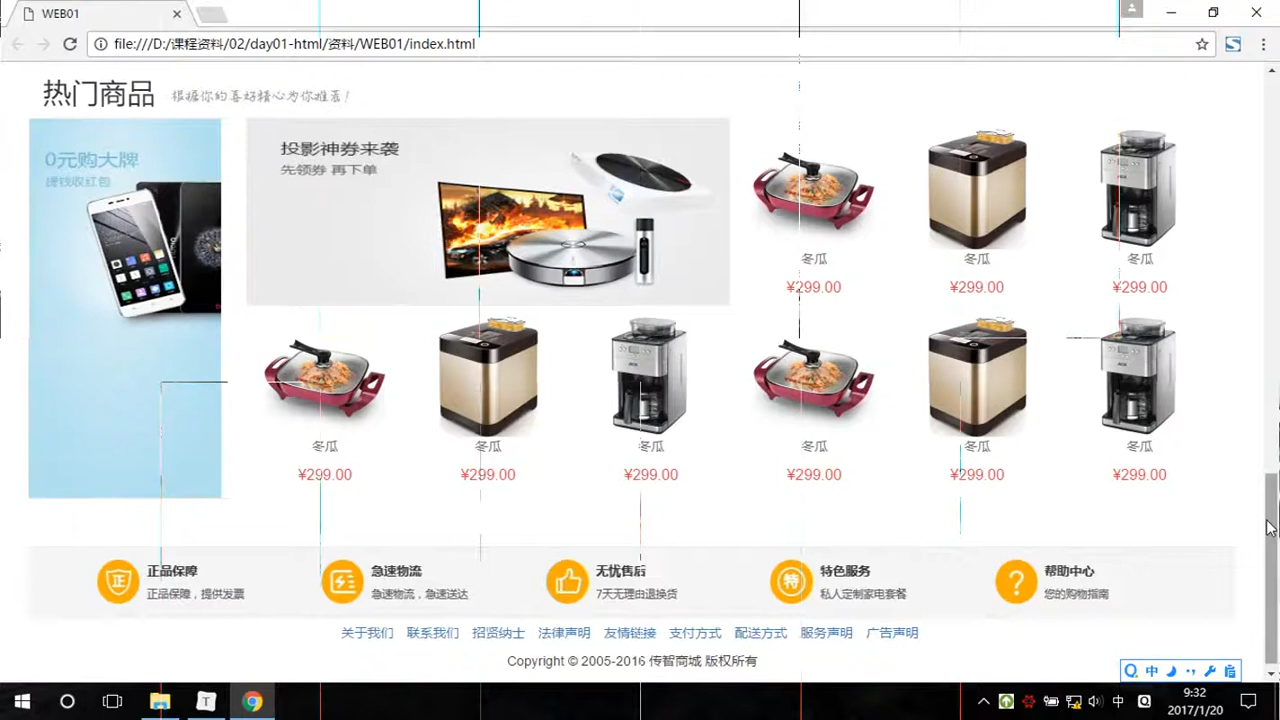 WEB01
file:///D:/课程资料/02/day01-html/资料/WEB01/index.html
热门商品 根据你的喜好精心为你推荐!
0元购大牌
提钱收红包
投影神券来袭
先领券 再下单
冬瓜 冬瓜 冬瓜
¥299.00 ¥299.00 ¥299.00
冬瓜 冬瓜 冬瓜 冬瓜 冬瓜 冬瓜
¥299.00 ¥299.00 ¥299.00 ¥299.00 ¥299.00 ¥299.00
正 正品保障 急速物流 无忧售后 特 特色服务 ? 帮助中心
正品保障，提供发票 急速物流，急速送达 7天无理由退换货 私人定制家电套餐 您的购物指南
关于我们 联系我们 招贤纳士 法律声明 友情链接 支付方式 配送方式 服务声明 广告声明
Copyright © 2005-2016 传智商城 版权所有
中
中
9:32
2017/1/20